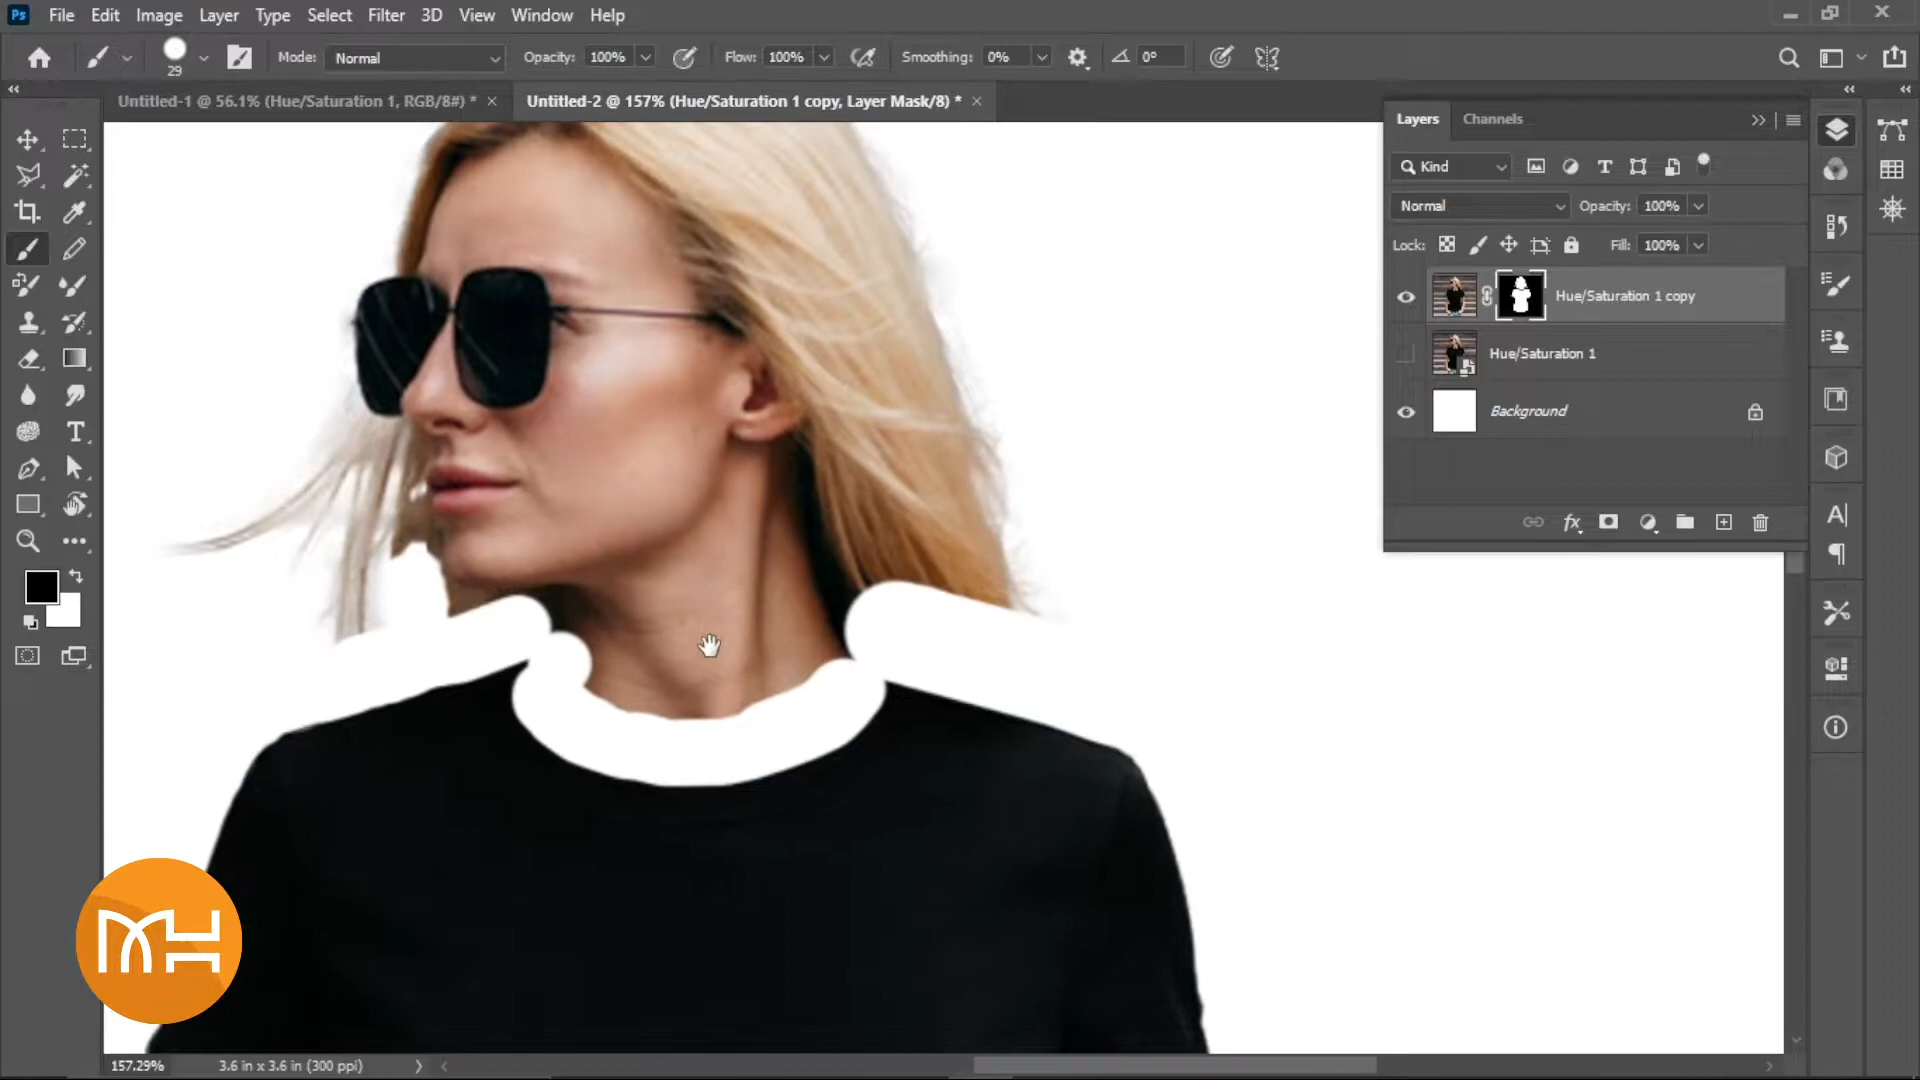 Ps File Edit Image Layer Type Select Filter 3D View Window Help
29 Mode: Normal Opacity: 100% Flow: 100% Smoothing: 0% 0°
Untitled-1 @ 56.1% (Hue/Saturation 1, RGB/8#) * × Untitled-2 @ 157% (Hue/Saturation 1 copy, Layer Mask/8) * ×
Layers Channels
Kind
Normal Opacity: 100%
Lock: Fill: 100%
Hue/Saturation 1 copy
Hue/Saturation 1
Background
fx
MH
157.29% 3.6 in x 3.6 in (300 ppi)